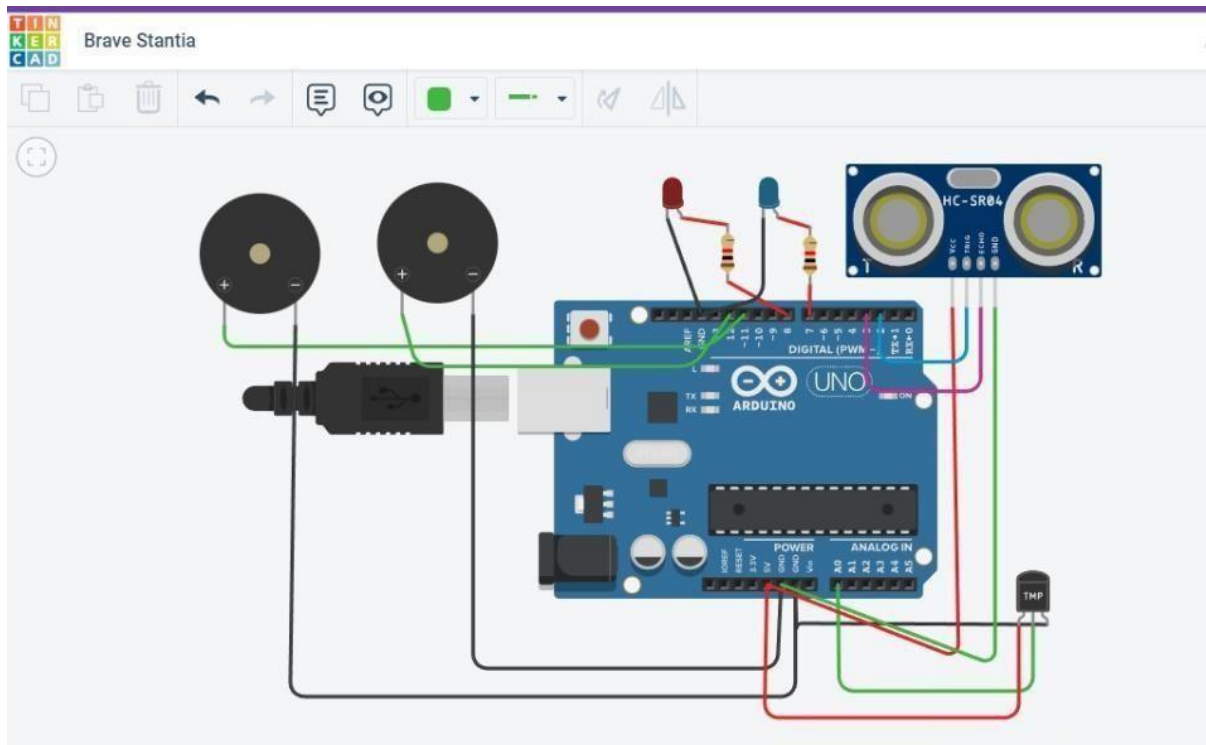 TIN
KER
CAD
Brave Stantia
HC-SR04
VCC
TRIG
ECHO
GND
T
R
AREF
GND
12
~11
~10
~9
8
7
~6
~5
4
2
TX→1
RX←0
DIGITAL (PWM
L
TX
RX
ARDUINO
UNO
ON
POWER
ANALOG IN
IOREF
RESET
3.3V
5V
GND
GND
Vin
A0
A1
A2
A3
A4
A5
TMP